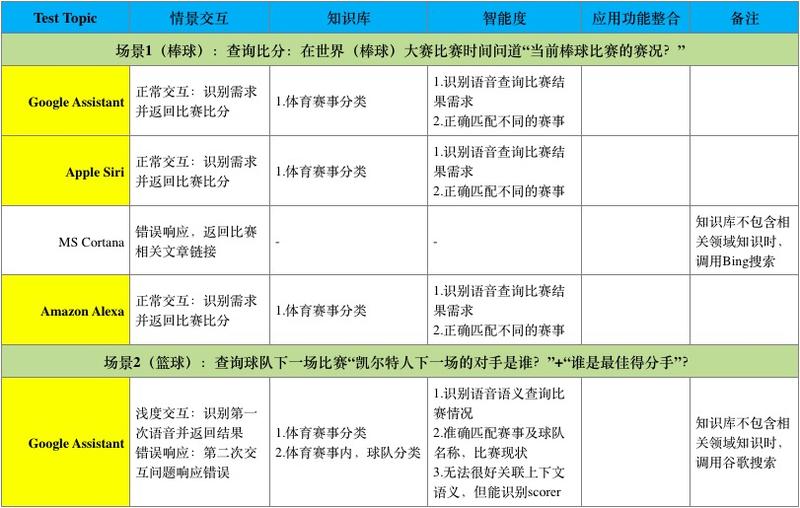 Test Topic 情景交互 知识库 智能度 应用功能整合 备注
场景1（棒球）：查询比分：在世界（棒球）大赛比赛时间问道“当前棒球比赛的赛况？”
Google Assistant
正常交互：识别需求
并返回比赛比分
1.体育赛事分类
1.识别语音查询比赛结
果需求
2.正确匹配不同的赛事
Apple Siri
正常交互：识别需求
并返回比赛比分
1.体育赛事分类
1.识别语音查询比赛结
果需求
2.正确匹配不同的赛事
MS Cortana
错误响应，返回比赛
相关文章链接
-
-
知识库不包含相
关领域知识时，
调用Bing搜索
Amazon Alexa
正常交互：识别需求
并返回比赛比分
1.体育赛事分类
1.识别语音查询比赛结
果需求
2.正确匹配不同的赛事
场景2（篮球）：查询球队下一场比赛“凯尔特人下一场的对手是谁？”+“谁是最佳得分手”?
Google Assistant
浅度交互：识别第一
次语音并返回结果
错误响应：第二次交
互问题响应错误
1.体育赛事分类
2.体育赛事内，球队分类
1.识别语音语义查询比
赛情况
2.准确匹配赛事及球队
名称、比赛现状
3.无法很好关联上下文
语义，但能识别scorer
知识库不包含相
关领域知识时，
调用谷歌搜索